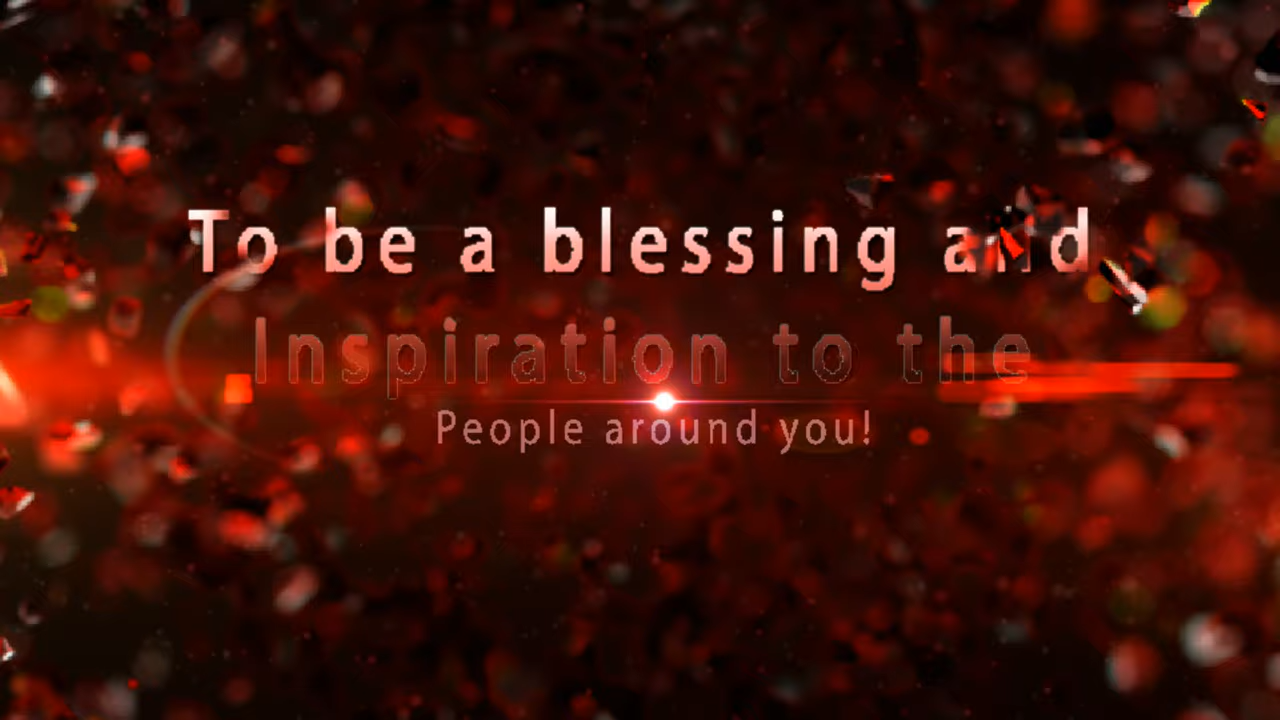 To be a blessing and
Inspiration to the
People around you!